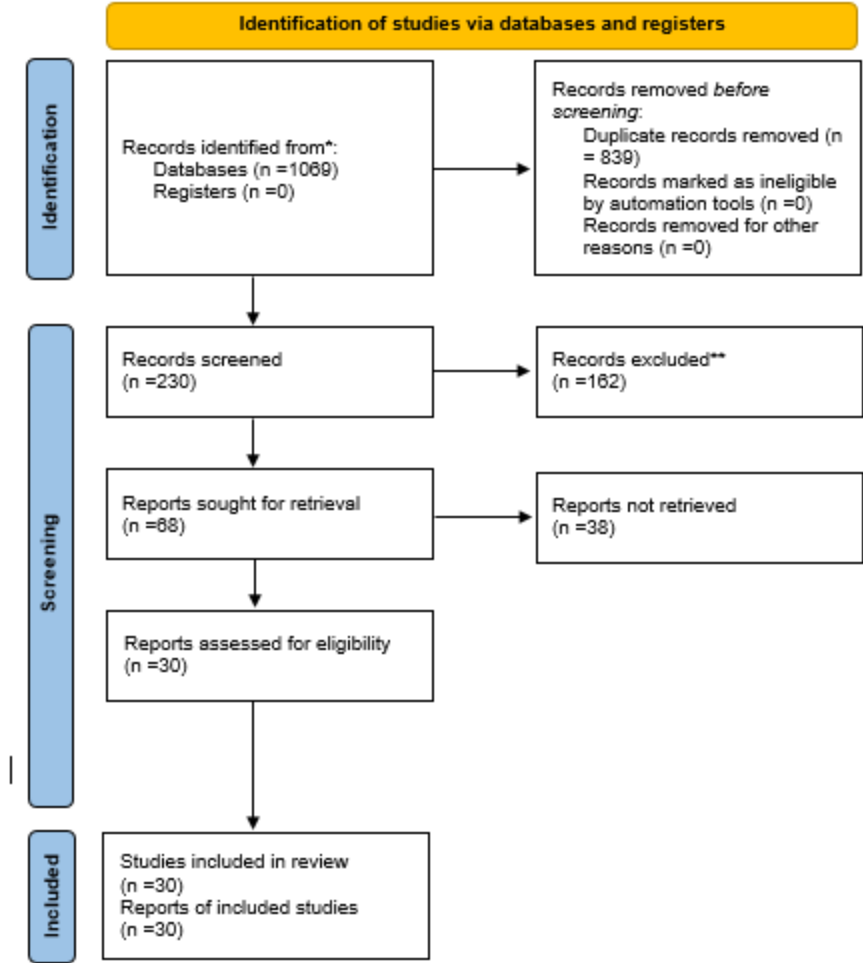 Identification of studies via databases and registers
Identification
Records identified from*:
Databases (n =1069)
Registers (n =0)
Records removed before
screening:
Duplicate records removed (n
= 839)
Records marked as ineligible
by automation tools (n =0)
Records removed for other
reasons (n =0)
Screening
Records screened
(n =230)
Records excluded**
(n =162)
Reports sought for retrieval
(n =68)
Reports not retrieved
(n =38)
Reports assessed for eligibility
(n =30)
Included
Studies included in review
(n =30)
Reports of included studies
(n =30)